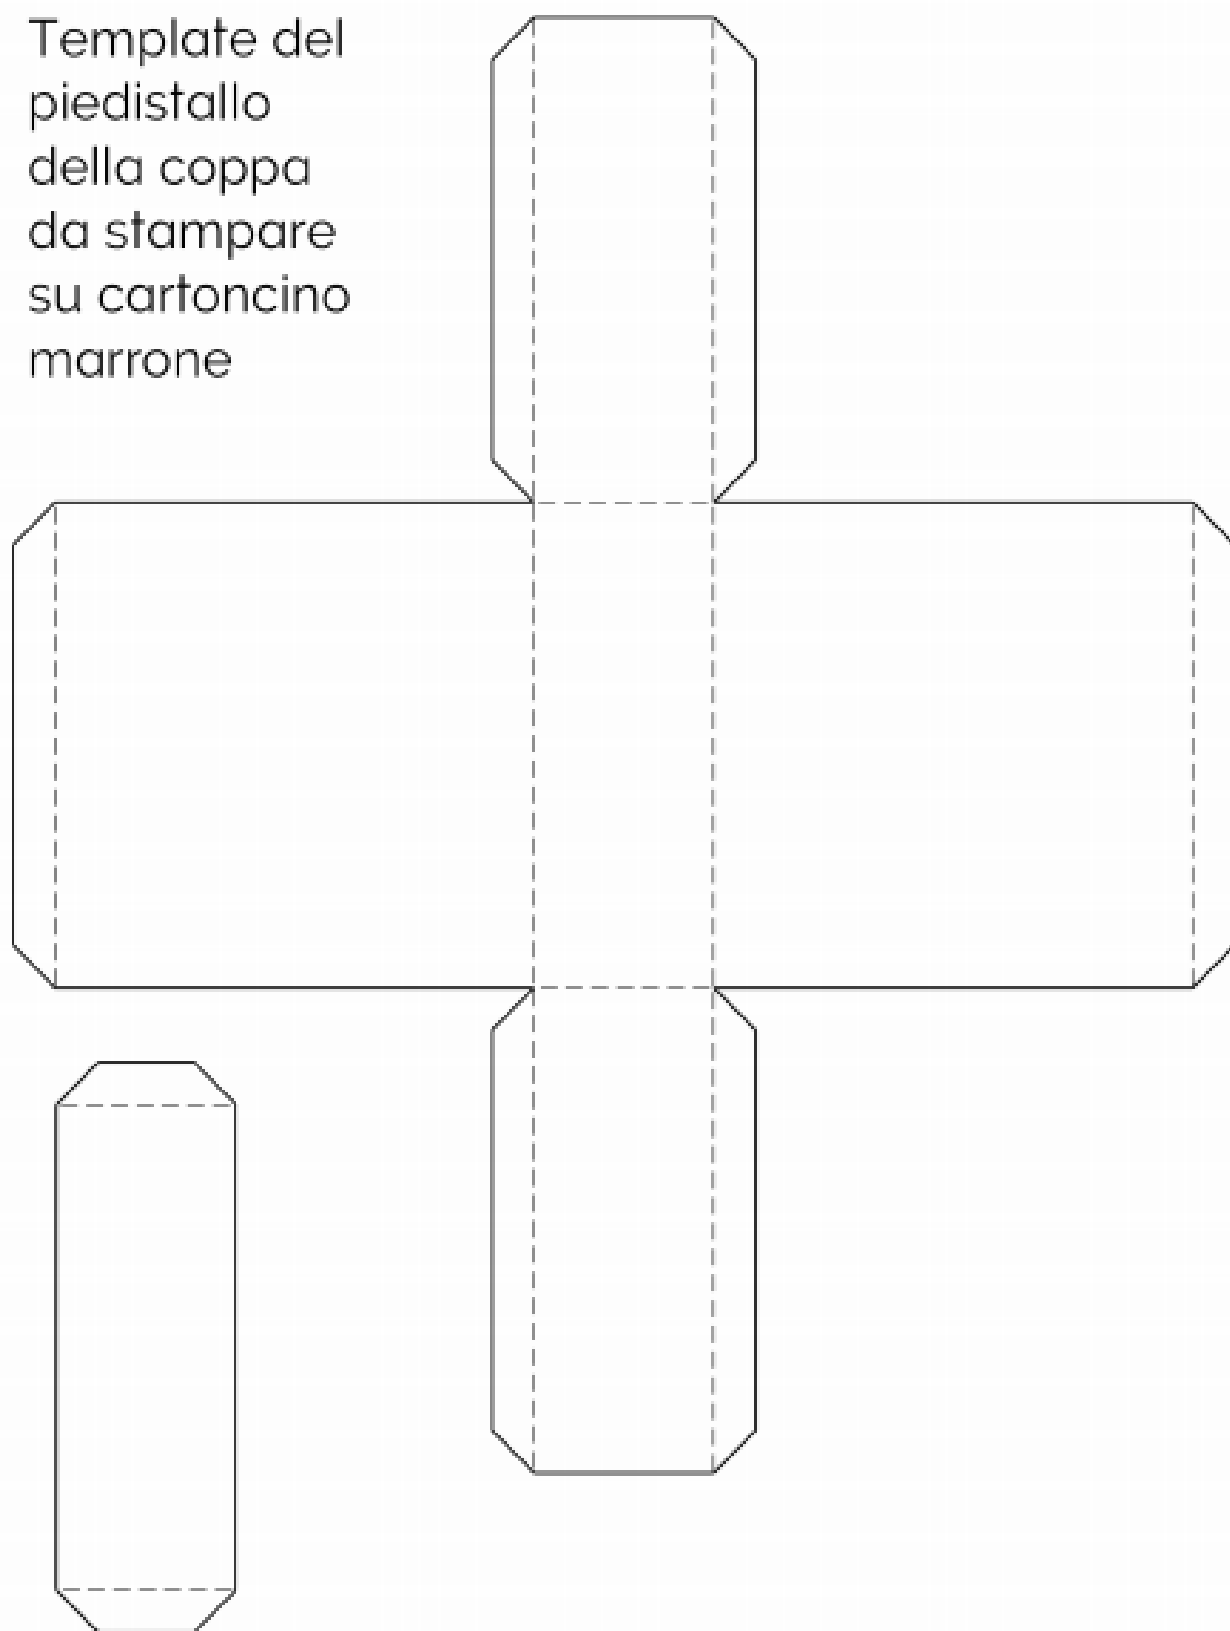 Template del
piedistallo
della coppa
da stampare
su cartoncino
marrone